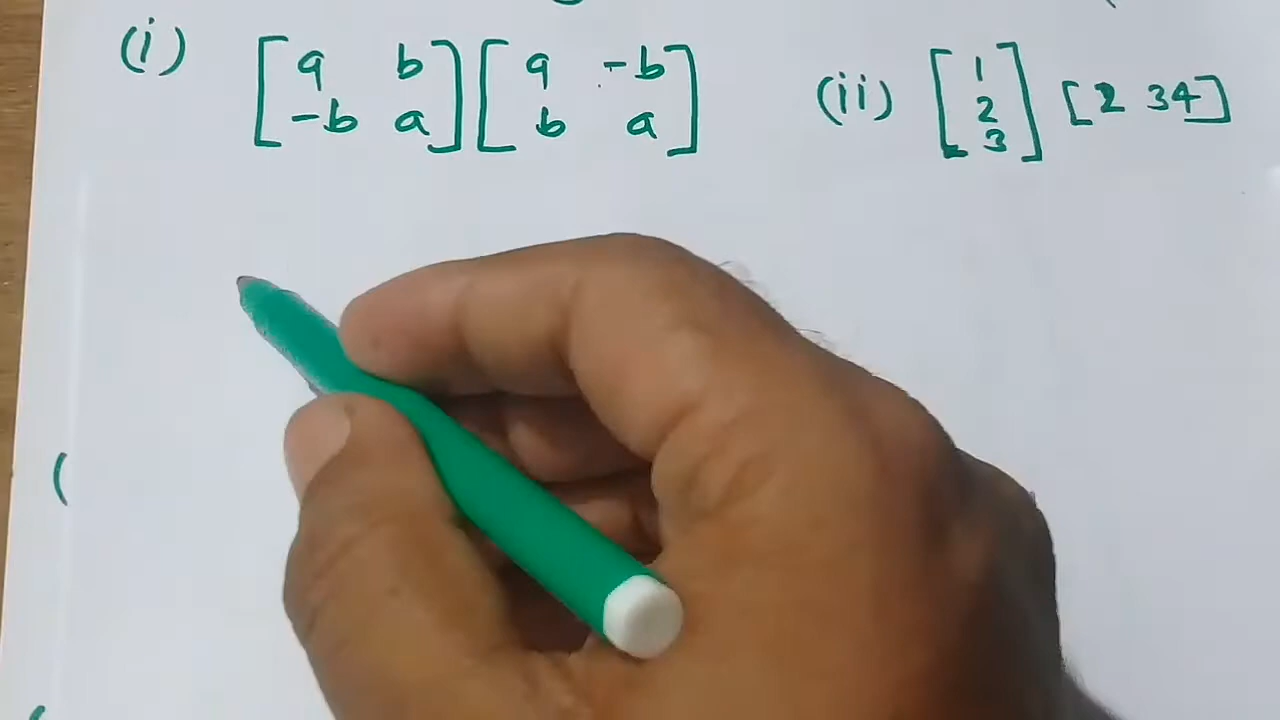 (i) [a b] [a -b] (ii) [1] [2 3 4]
[-b a] [b a] [2]
[3]
(